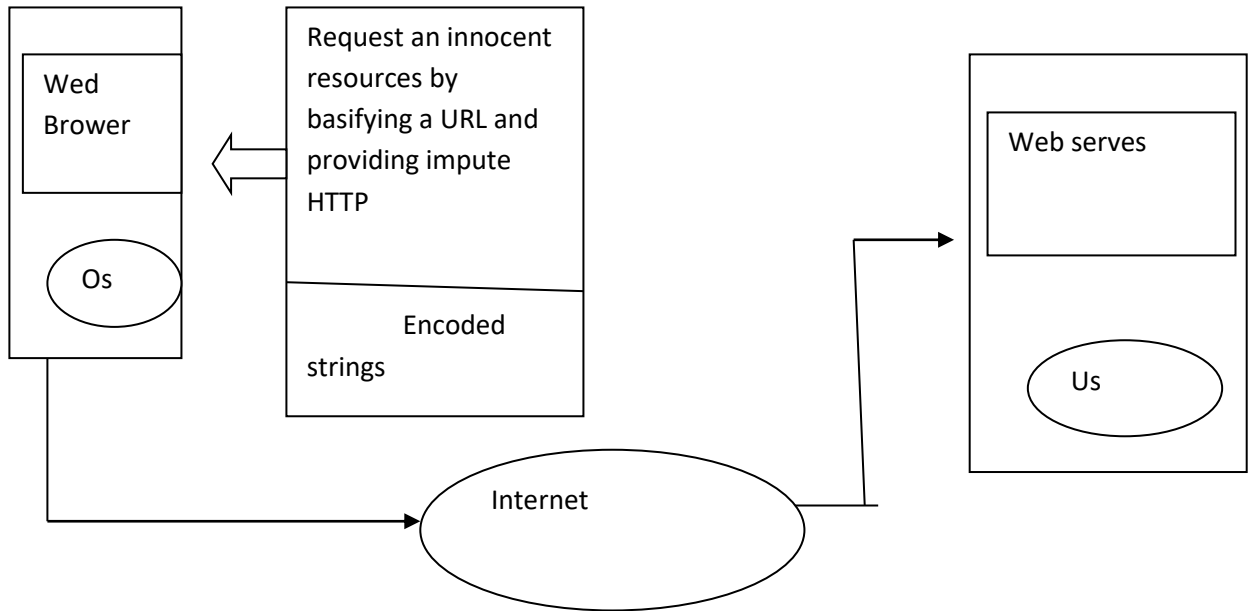 Wed
Brower
Os
Request an innocent
resources by
basifying a URL and
providing impute
HTTP
Encoded
strings
Internet
Web serves
Us